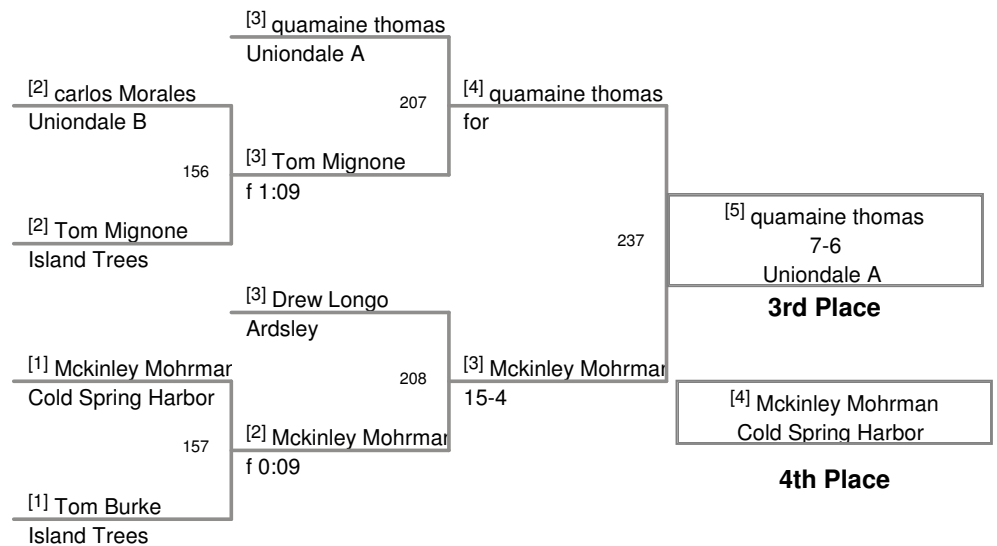 [3] quamaine thomas
Uniondale A
[2] carlos Morales
Uniondale B
207
[4] quamaine thomas
for
156
[3] Tom Mignone
f 1:09
[2] Tom Mignone
Island Trees
237
[5] quamaine thomas
7-6
Uniondale A
3rd Place
[3] Drew Longo
Ardsley
[1] Mckinley Mohrman
Cold Spring Harbor
208
[3] Mckinley Mohrman
15-4
[4] Mckinley Mohrman
Cold Spring Harbor
4th Place
157
[2] Mckinley Mohrman
f 0:09
[1] Tom Burke
Island Trees